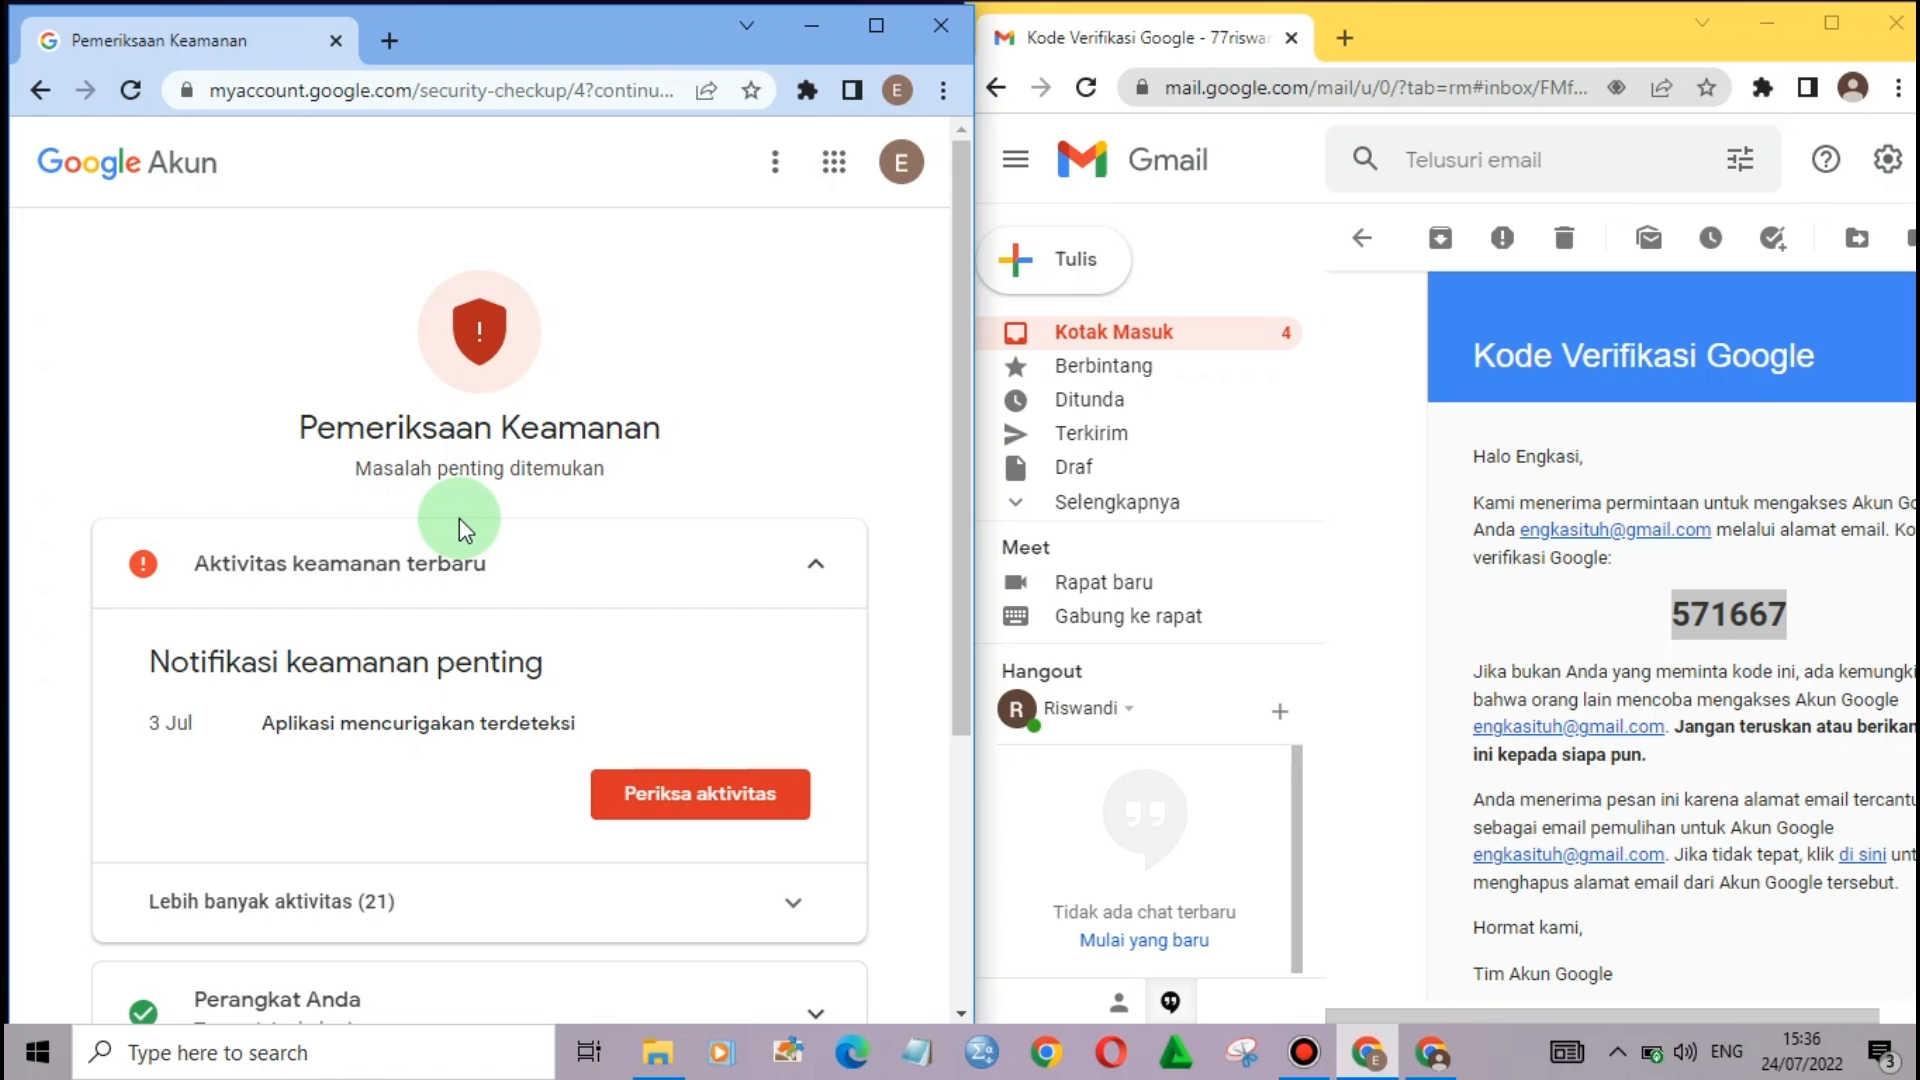 Pemeriksaan Keamanan
myaccount.google.com/security-checkup/4?continu...
E
Google Akun
E
Pemeriksaan Keamanan
Masalah penting ditemukan
Aktivitas keamanan terbaru
Notifikasi keamanan penting
3 Jul Aplikasi mencurigakan terdeteksi
Periksa aktivitas
Lebih banyak aktivitas (21)
Perangkat Anda
Kode Verifikasi Google - 77riswan
mail.google.com/mail/u/0/?tab=rm#inbox/FMf...
Gmail
Telusuri email
Tulis
Kotak Masuk 4
Berbintang
Ditunda
Terkirim
Draf
Selengkapnya
Meet
Rapat baru
Gabung ke rapat
Hangout
R Riswandi
Tidak ada chat terbaru
Mulai yang baru
Kode Verifikasi Google
Halo Engkasi,
Kami menerima permintaan untuk mengakses Akun Go
Anda engkasituh@gmail.com melalui alamat email. Ko
verifikasi Google:
571667
Jika bukan Anda yang meminta kode ini, ada kemungki
bahwa orang lain mencoba mengakses Akun Google
engkasituh@gmail.com. Jangan teruskan atau berikan
ini kepada siapa pun.
Anda menerima pesan ini karena alamat email tercantu
sebagai email pemulihan untuk Akun Google
engkasituh@gmail.com. Jika tidak tepat, klik di sini unt
menghapus alamat email dari Akun Google tersebut.
Hormat kami,
Tim Akun Google
Type here to search
ENG
15:36
24/07/2022
3